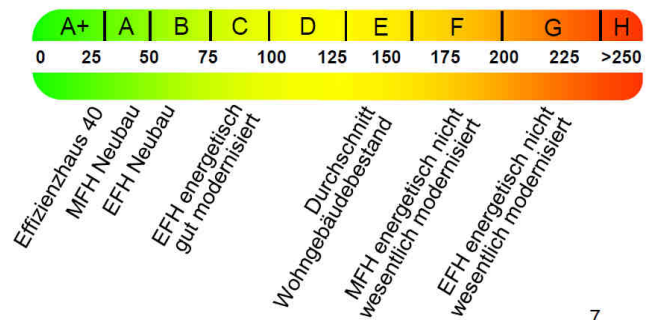 A+ A B C D E F G H
0 25 50 75 100 125 150 175 200 225 >250
Effizienzhaus 40
MFH Neubau
EFH Neubau
EFH energetisch
gut modernisiert
Durchschnitt
Wohngebäudebestand
MFH energetisch nicht
wesentlich modernisiert
EFH energetisch nicht
wesentlich modernisiert
7